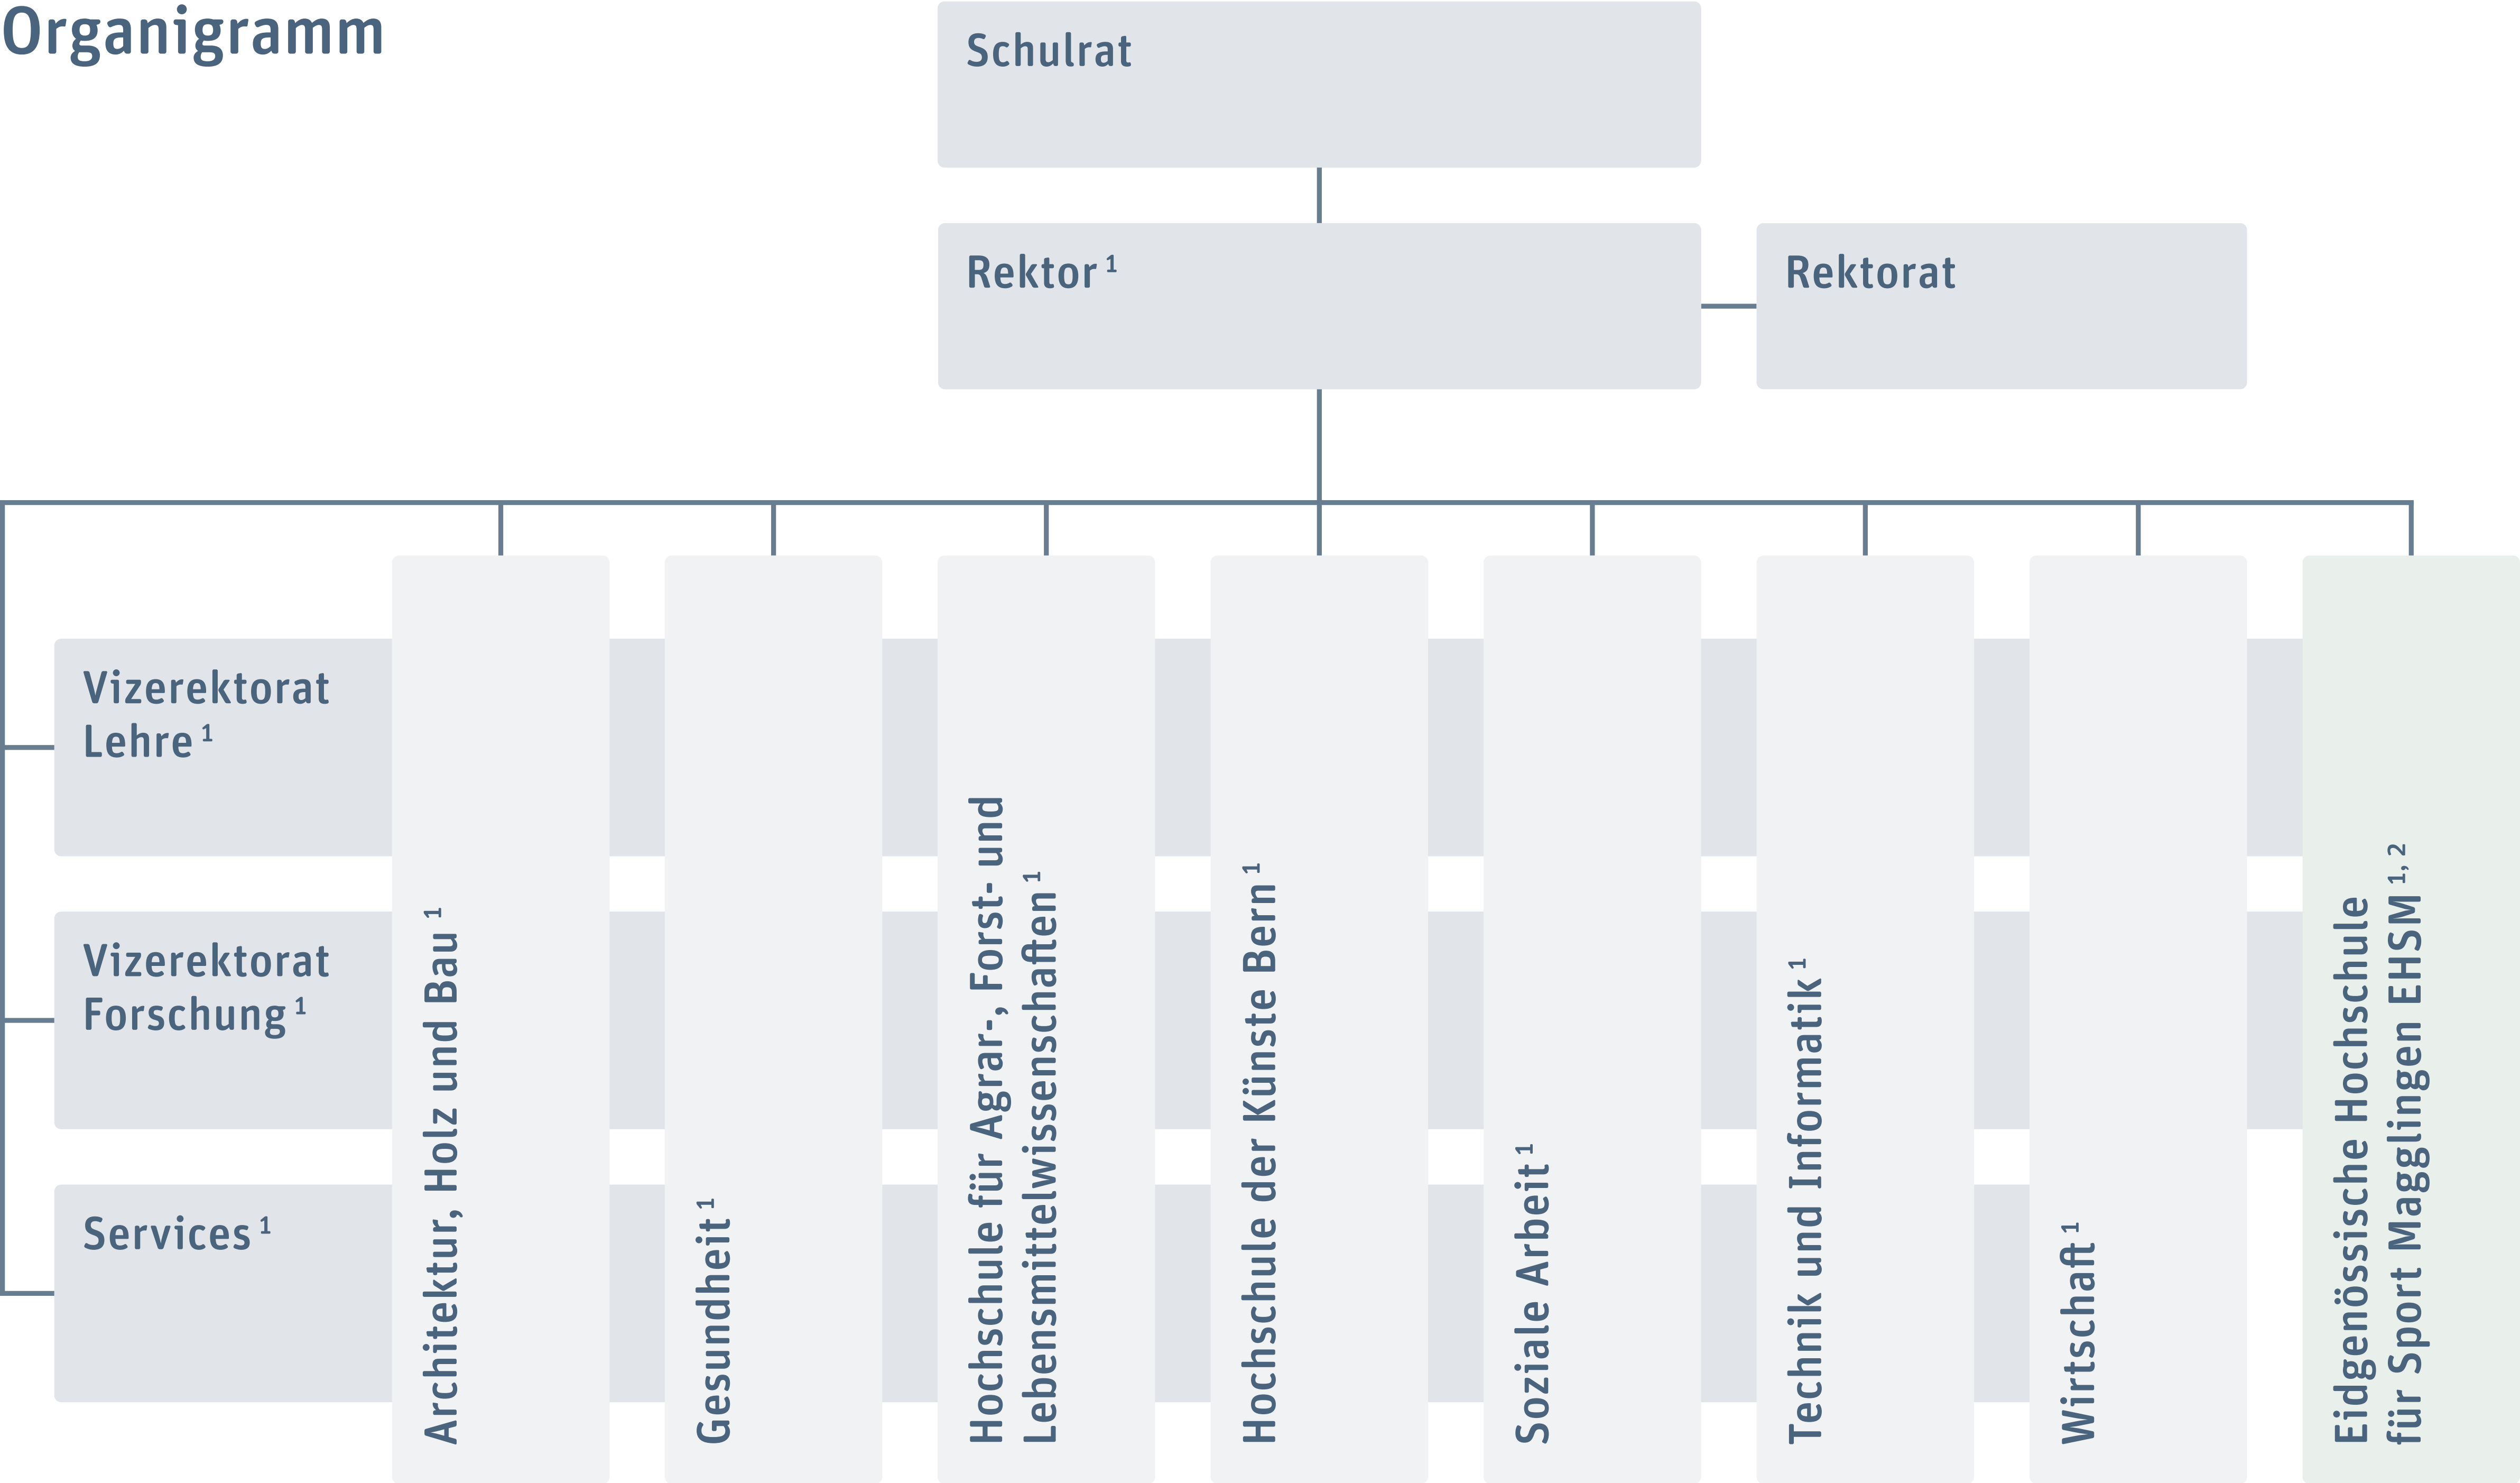 Organigramm
Schulrat
Rektor 1
Rektorat
Vizerektorat
Lehre 1
Vizerektorat
Forschung 1
Services 1
Architektur, Holz und Bau 1
Gesundheit 1
Hochschule für Agrar-, Forst- und
Lebensmittelwissenschaften 1
Hochschule der Künste Bern 1
Soziale Arbeit 1
Technik und Informatik 1
Wirtschaft 1
Eidgenössische Hochschule
für Sport Magglingen EHSM 1, 2